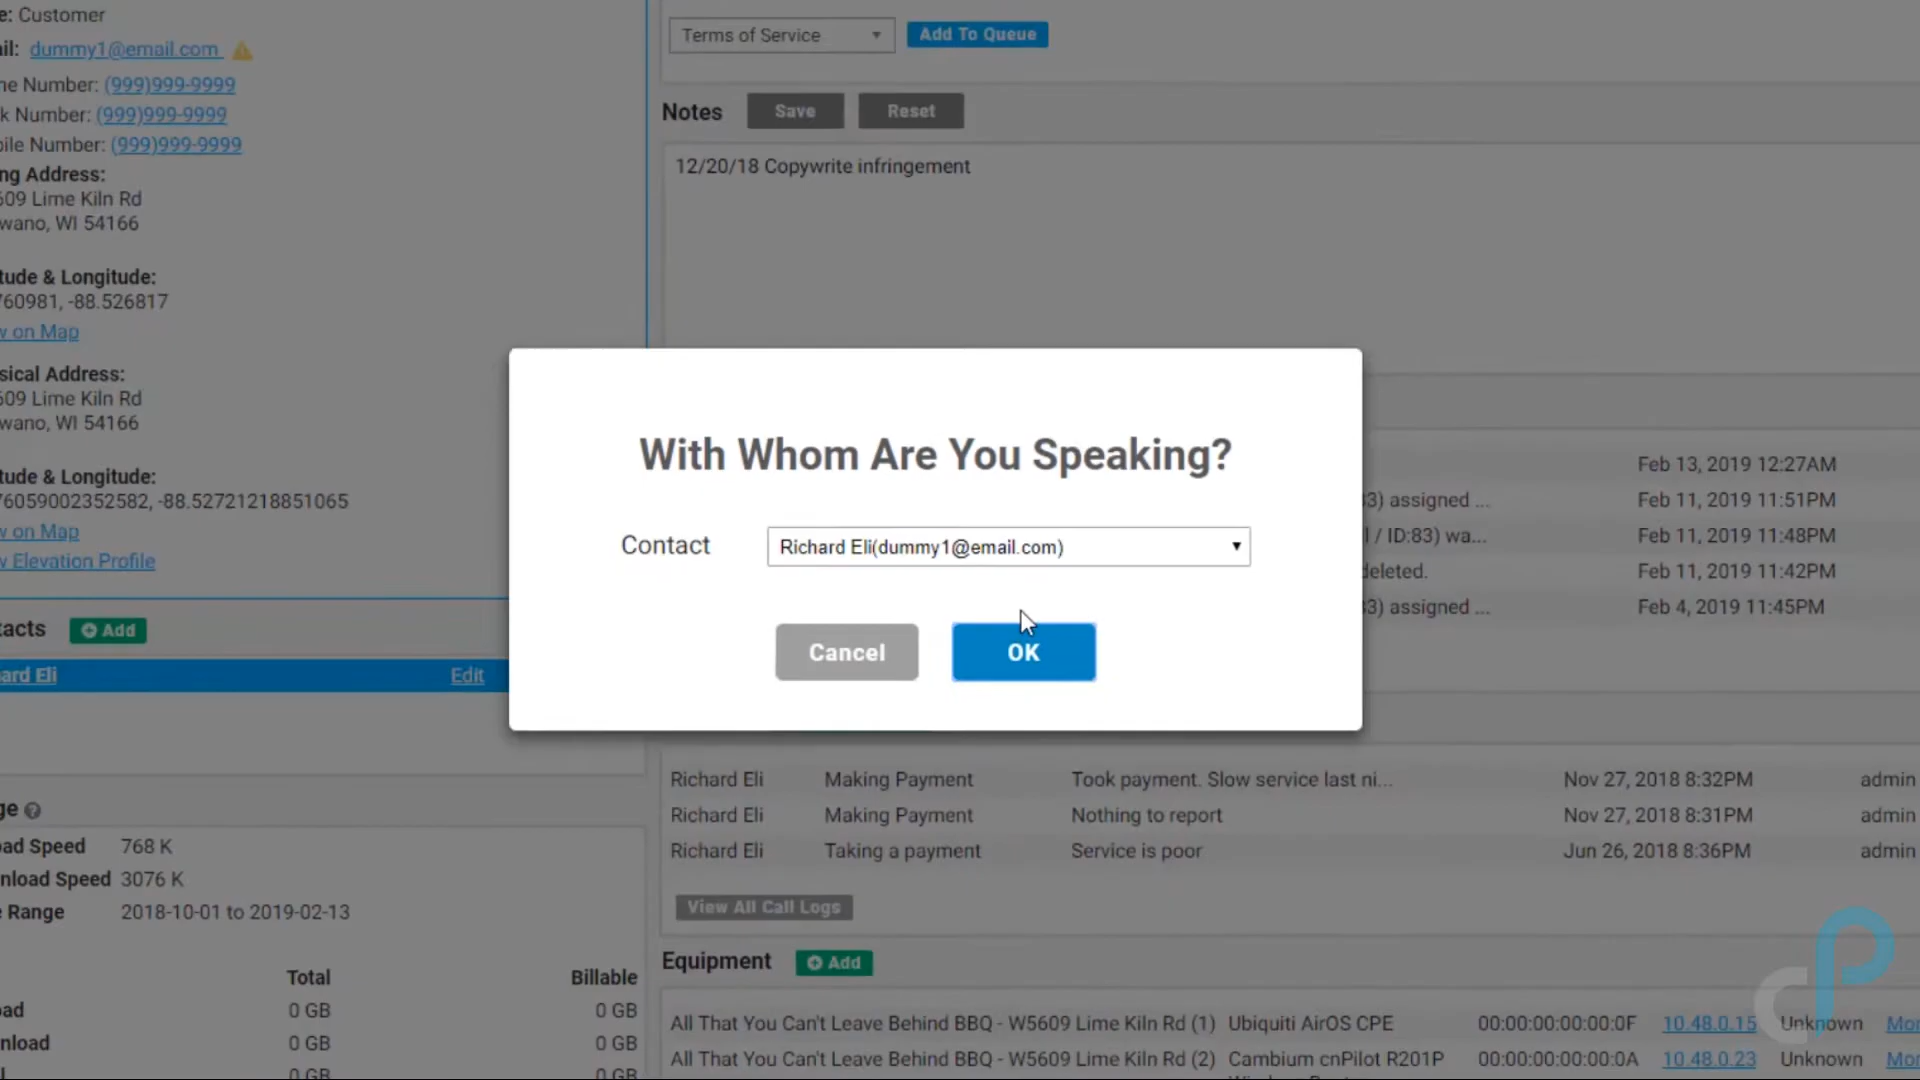 e: Customer
il: dummy1@email.com
ne Number: (999)999-9999
k Number: (999)999-9999
bile Number: (999)999-9999
ng Address:
609 Lime Kiln Rd
wano, WI 54166
tude & Longitude:
760981, -88.526817
w on Map
sical Address:
609 Lime Kiln Rd
wano, WI 54166
tude & Longitude:
76059002352582, -88.52721218851065
w on Map
w Elevation Profile
tacts Add
ard Eli Edit
ge ?
oad Speed 768 K
nload Speed 3076 K
e Range 2018-10-01 to 2019-02-13
Total Billable
oad 0 GB 0 GB
nload 0 GB 0 GB
0 GB 0 GB
Terms of Service Add To Queue
Notes Save Reset
12/20/18 Copywrite infringement
With Whom Are You Speaking?
Contact Richard Eli(dummy1@email.com)
Cancel OK
Feb 13, 2019 12:27AM
3) assigned ... Feb 11, 2019 11:51PM
l / ID:83) wa... Feb 11, 2019 11:48PM
deleted. Feb 11, 2019 11:42PM
3) assigned ... Feb 4, 2019 11:45PM
Richard Eli Making Payment Took payment. Slow service last ni... Nov 27, 2018 8:32PM admin
Richard Eli Making Payment Nothing to report Nov 27, 2018 8:31PM admin
Richard Eli Taking a payment Service is poor Jun 26, 2018 8:36PM admin
View All Call Logs
Equipment Add
All That You Can't Leave Behind BBQ - W5609 Lime Kiln Rd (1) Ubiquiti AirOS CPE 00:00:00:00:00:0F 10.48.0.15 Unknown Mor
All That You Can't Leave Behind BBQ - W5609 Lime Kiln Rd (2) Cambium cnPilot R201P 00:00:00:00:00:0A 10.48.0.23 Unknown Mor